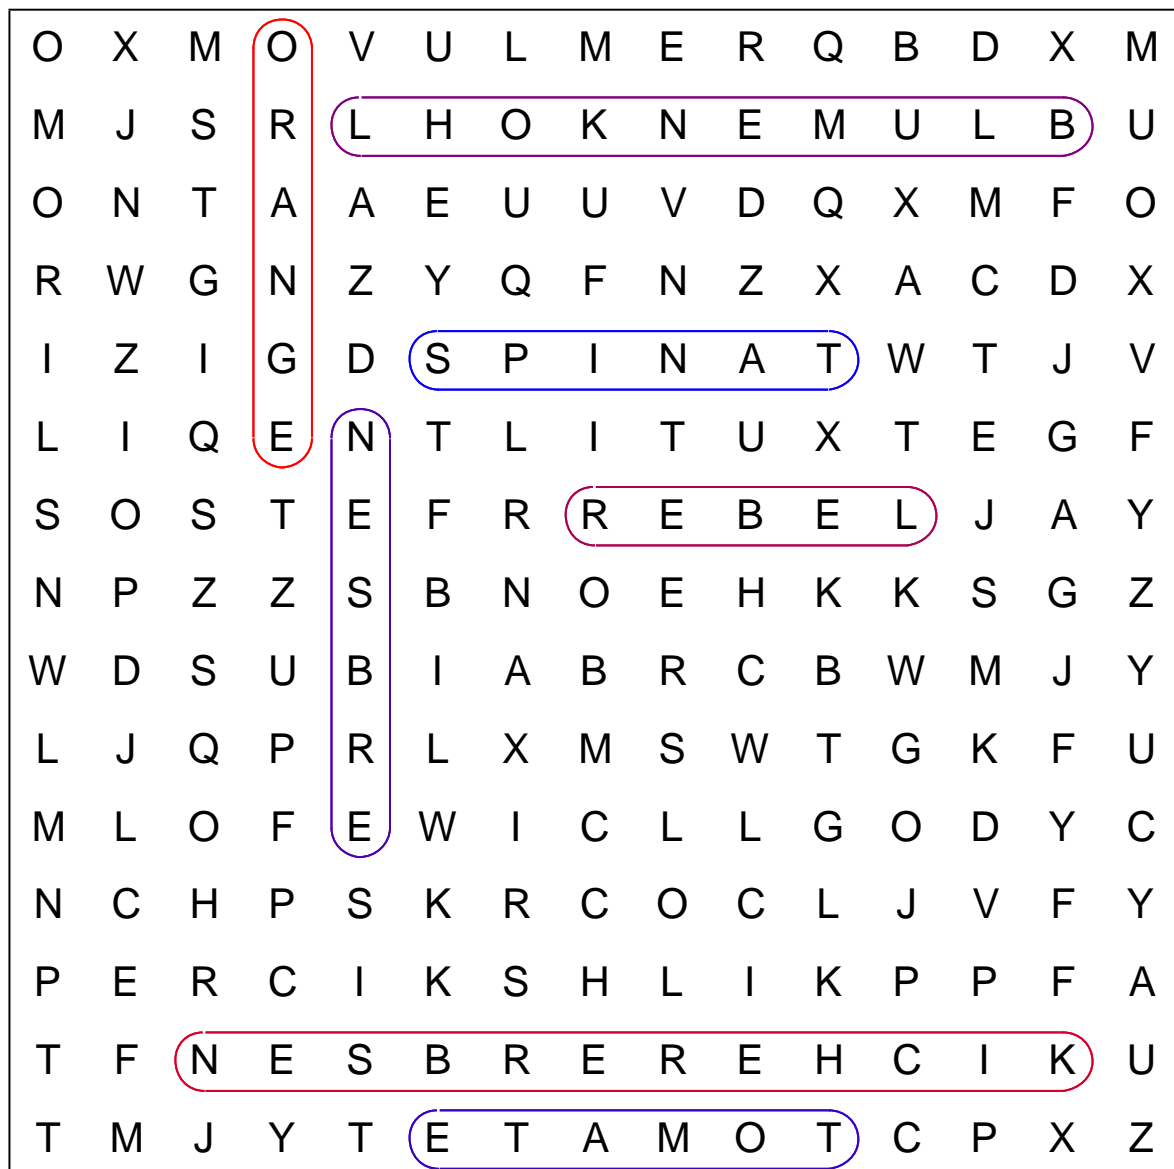 O X M O V U L M E R Q B D X M
M J S R L H O K N E M U L B U
O N T A A E U U V D Q X M F O
R W G N Z Y Q F N Z X A C D X
I Z I G D S P I N A T W T J V
L I Q E N T L I T U X T E G F
S O S T E F R R E B E L J A Y
N P Z Z S B N O E H K K S G Z
W D S U B I A B R C B W M J Y
L J Q P R L X M S W T G K F U
M L O F E W I C L L G O D Y C
N C H P S K R C O C L J V F Y
P E R C I K S H L I K P P F A
T F N E S B R E R E H C I K U
T M J Y T E T A M O T C P X Z